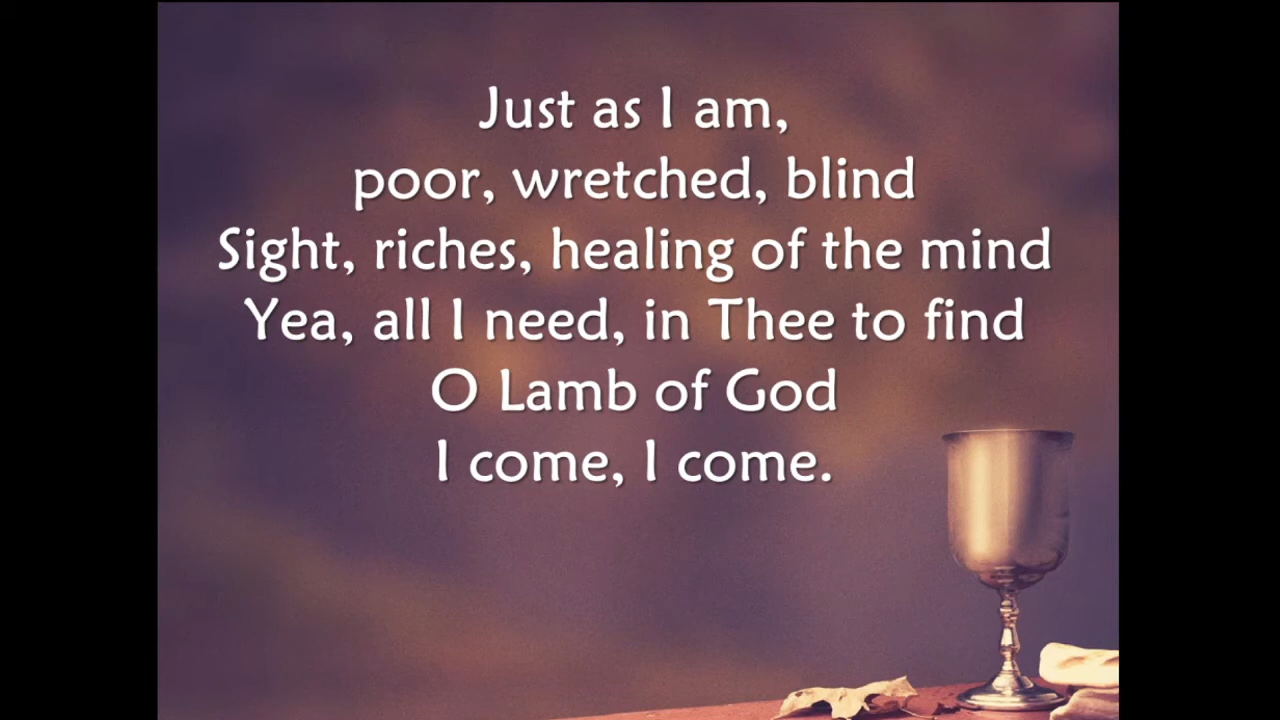 Just as I am,
poor, wretched, blind
Sight, riches, healing of the mind
Yea, all I need, in Thee to find
O Lamb of God
I come, I come.